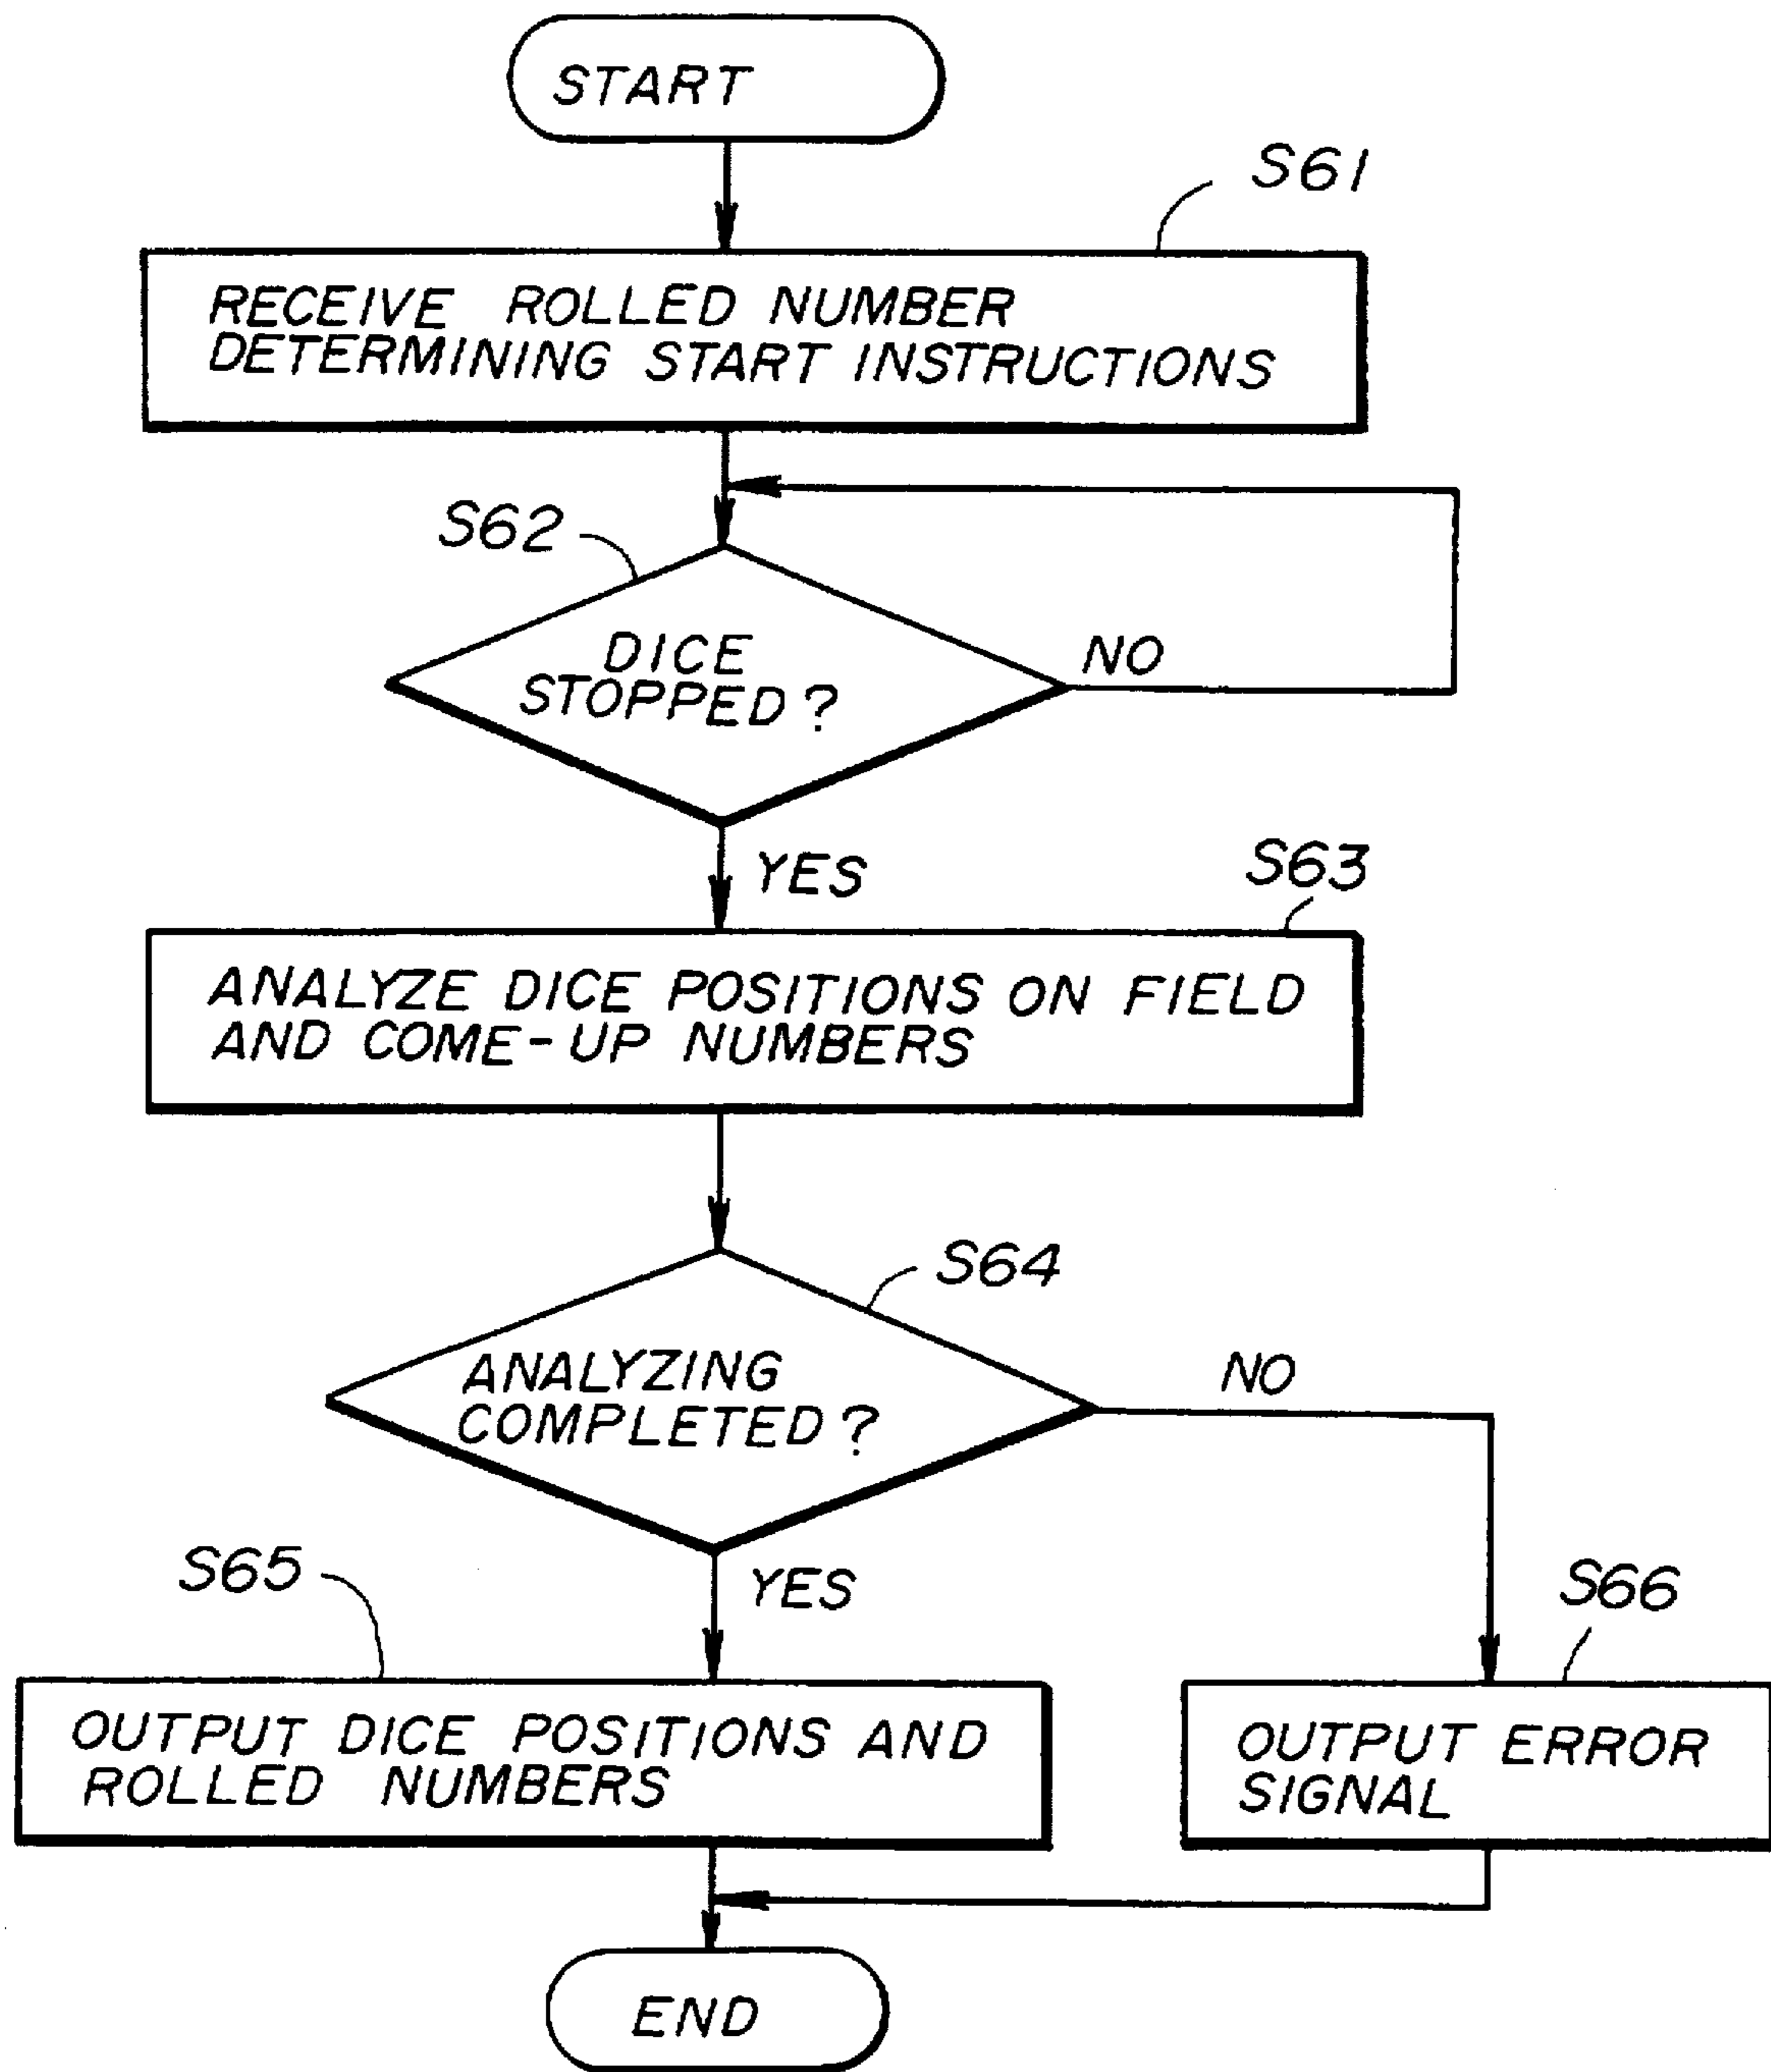 START
S61
RECEIVE ROLLED NUMBER
DETERMINING START INSTRUCTIONS
S62
DICE
STOPPED?
NO
YES
S63
ANALYZE DICE POSITIONS ON FIELD
AND COME-UP NUMBERS
S64
ANALYZING
COMPLETED?
NO
YES
S65
S66
OUTPUT DICE POSITIONS AND
ROLLED NUMBERS
OUTPUT ERROR
SIGNAL
END